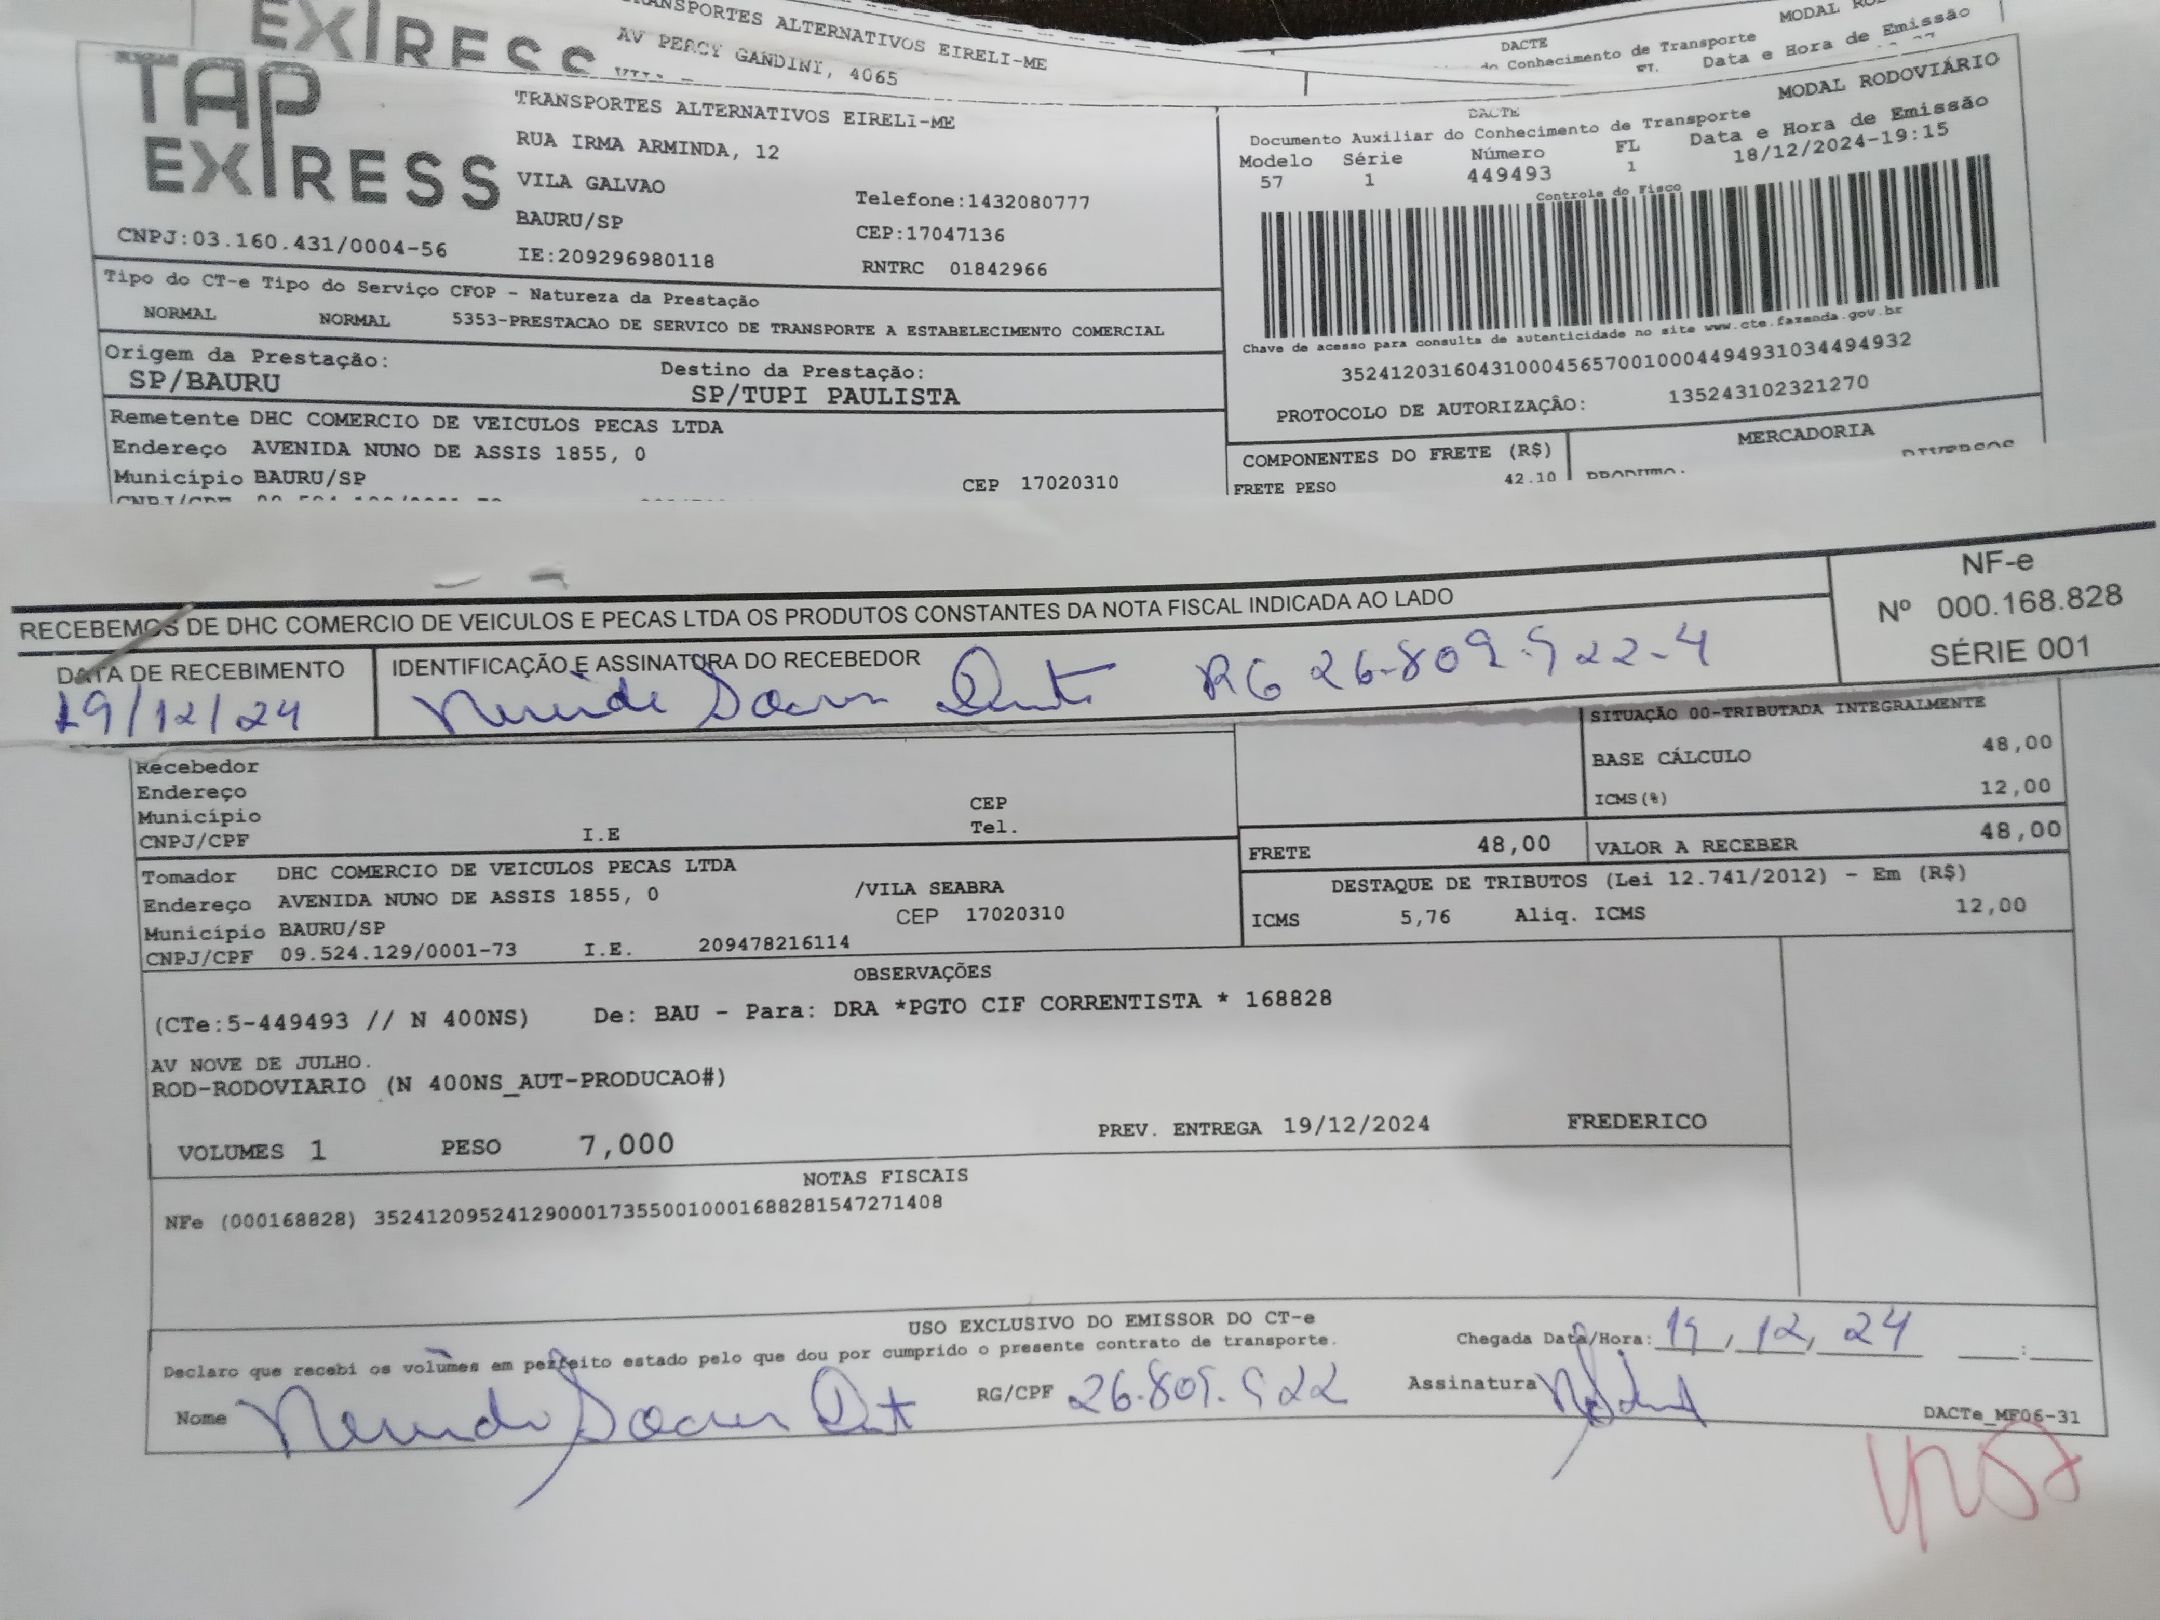 EXPRESS
TRANSPORTES ALTERNATIVOS EIRELI-ME
AV PERCY GANDINI, 4065
DACTE
do Conhecimento de Transporte
MODAL
Data e Hora de Emissão
TAP
EXPRESS
CNPJ:03.160.431/0004-56
TRANSPORTES ALTERNATIVOS EIRELI-ME
RUA IRMA ARMINDA, 12
VILA GALVAO
BAURU/SP
IE:209296980118
Telefone:1432080777
CEP:17047136
RNTRC 01842966
DACTE
MODAL RODOVIÁRIO
Documento Auxiliar do Conhecimento de Transporte
Data e Hora de Emissão
Modelo Série Número FL
57 1 449493 1 18/12/2024-19:15
Controle do Fisco
Chave de acesso para consulta de autenticidade no site www.cte.fazenda.gov.br
35241203160431000456570010004494931034494932
PROTOCOLO DE AUTORIZAÇÃO: 135243102321270
Tipo do CT-e Tipo do Serviço CFOP - Natureza da Prestação
NORMAL NORMAL 5353-PRESTACAO DE SERVICO DE TRANSPORTE A ESTABELECIMENTO COMERCIAL
Origem da Prestação: Destino da Prestação:
SP/BAURU SP/TUPI PAULISTA
Remetente DHC COMERCIO DE VEICULOS PECAS LTDA
Endereço AVENIDA NUNO DE ASSIS 1855, 0
Município BAURU/SP CEP 17020310
COMPONENTES DO FRETE (R$) MERCADORIA
FRETE PESO 42.10
RECEBEMOS DE DHC COMERCIO DE VEICULOS E PECAS LTDA OS PRODUTOS CONSTANTES DA NOTA FISCAL INDICADA AO LADO
NF-e
Nº 000.168.828
SÉRIE 001
DATA DE RECEBIMENTO
19/12/24
IDENTIFICAÇÃO E ASSINATURA DO RECEBEDOR
RG 26.809.922-4
SITUAÇÃO 00-TRIBUTADA INTEGRALMENTE
BASE CÁLCULO 48,00
ICMS(%) 12,00
Recebedor
Endereço
Município CEP
CNPJ/CPF I.E Tel.
FRETE 48,00 VALOR A RECEBER 48,00
Tomador DHC COMERCIO DE VEICULOS PECAS LTDA
Endereço AVENIDA NUNO DE ASSIS 1855, 0 /VILA SEABRA
Município BAURU/SP CEP 17020310
CNPJ/CPF 09.524.129/0001-73 I.E. 209478216114
DESTAQUE DE TRIBUTOS (Lei 12.741/2012) - Em (R$)
ICMS 5,76 Aliq. ICMS 12,00
OBSERVAÇÕES
(CTe:5-449493 // N 400NS) De: BAU - Para: DRA *PGTO CIF CORRENTISTA * 168828
AV NOVE DE JULHO.
ROD-RODOVIARIO (N 400NS_AUT-PRODUCAO#)
VOLUMES 1 PESO 7,000 PREV. ENTREGA 19/12/2024 FREDERICO
NOTAS FISCAIS
NFe (000168828) 35241209524129000173550010001688281547271408
USO EXCLUSIVO DO EMISSOR DO CT-e
Declaro que recebi os volumes em perfeito estado pelo que dou por cumprido o presente contrato de transporte.
Chegada Data/Hora: 19, 12, 24 :
Nome RG/CPF 26.809.922 Assinatura
DACTe_MF06-31